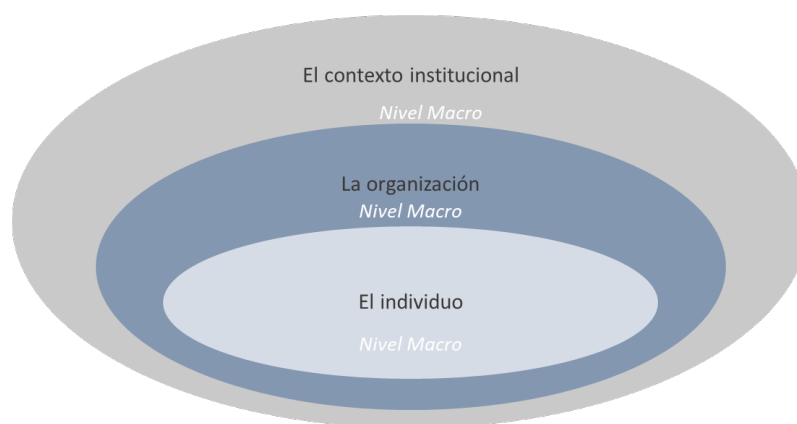 El contexto institucional
Nivel Macro
La organización
Nivel Macro
El individuo
Nivel Macro